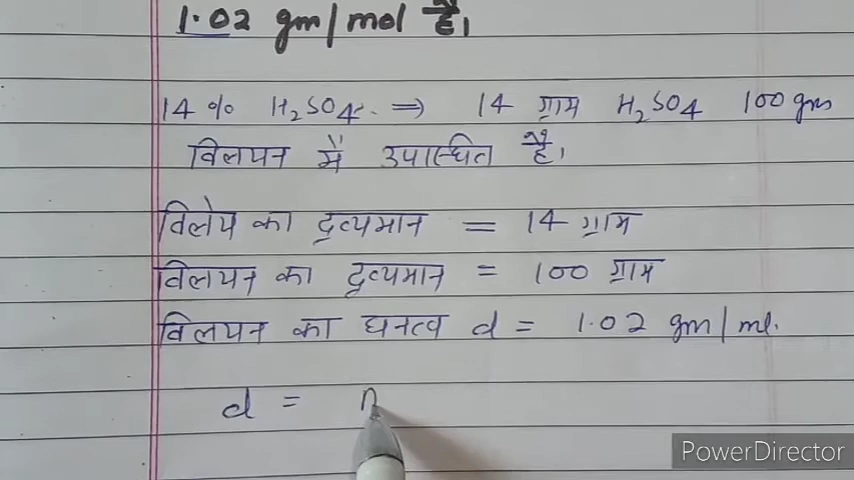 1.02 gm/mol है।
14% H₂SO₄ ⇒ 14 ग्राम H₂SO₄ 100 gm
विलयन में उपास्थित है।
विलेय का द्रव्यमान = 14 ग्राम
विलयन का द्रव्यमान = 100 ग्राम
विलयन का घनत्व d = 1.02 gm/ml.
d =
PowerDirector